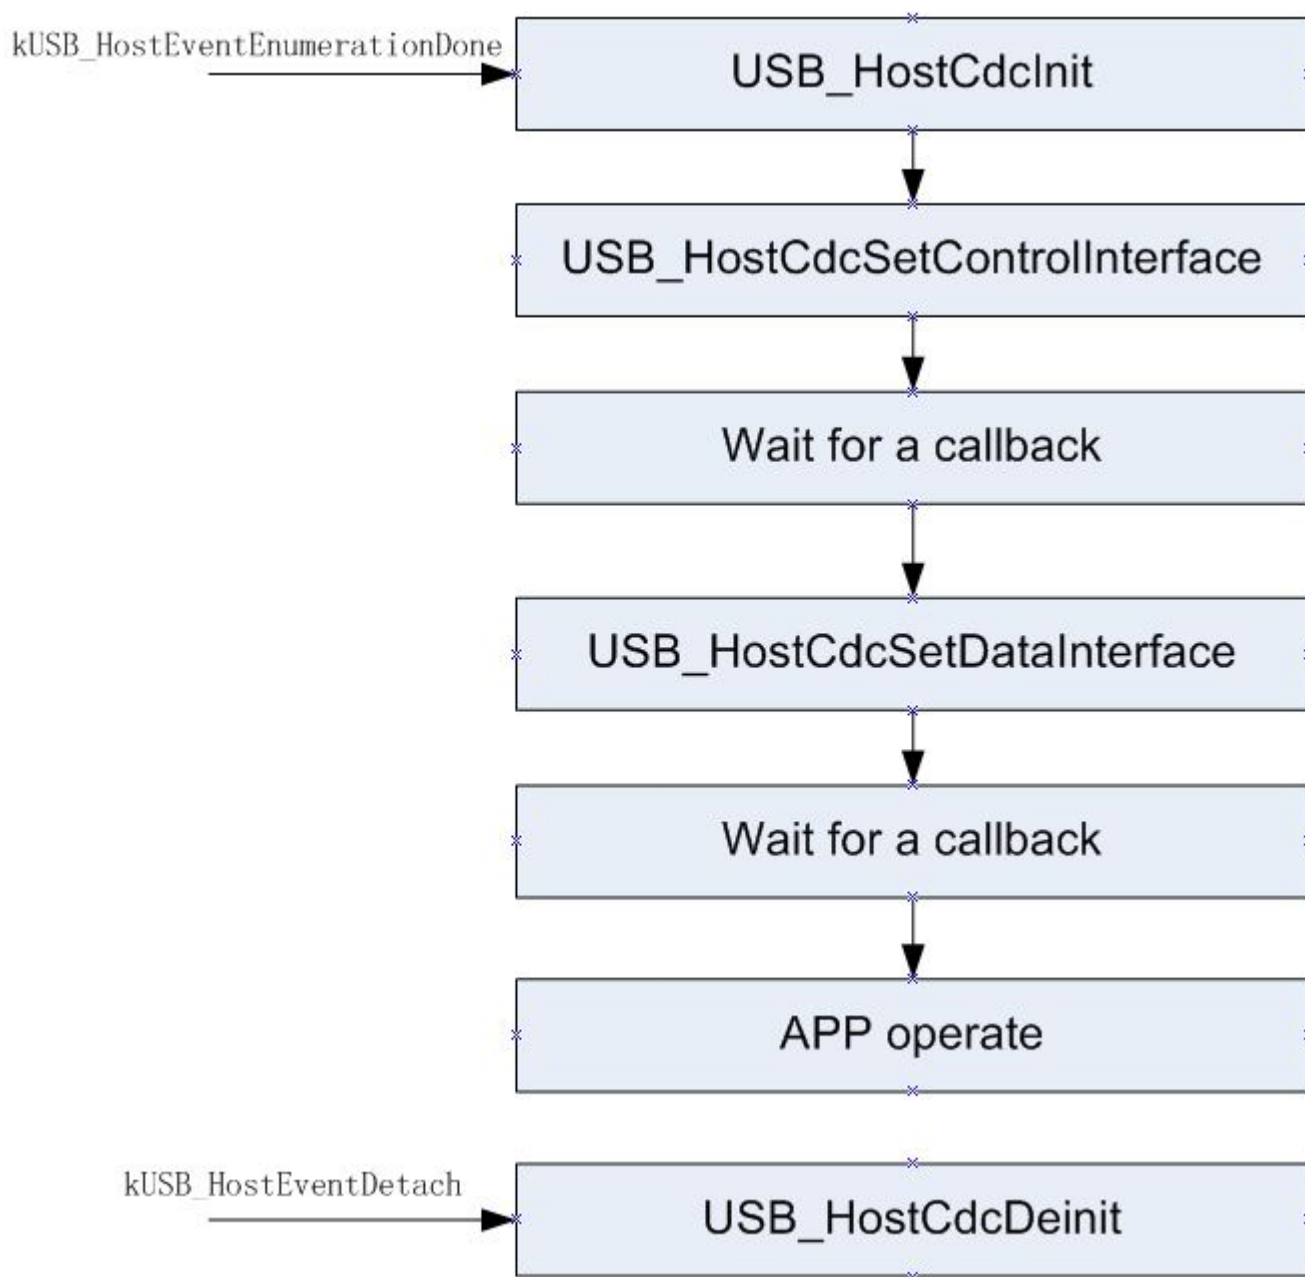 kUSB_HostEventEnumerationDone
USB_HostCdcInit
USB_HostCdcSetControlInterface
Wait for a callback
USB_HostCdcSetDataInterface
Wait for a callback
APP operate
kUSB_HostEventDetach
USB_HostCdcDeinit